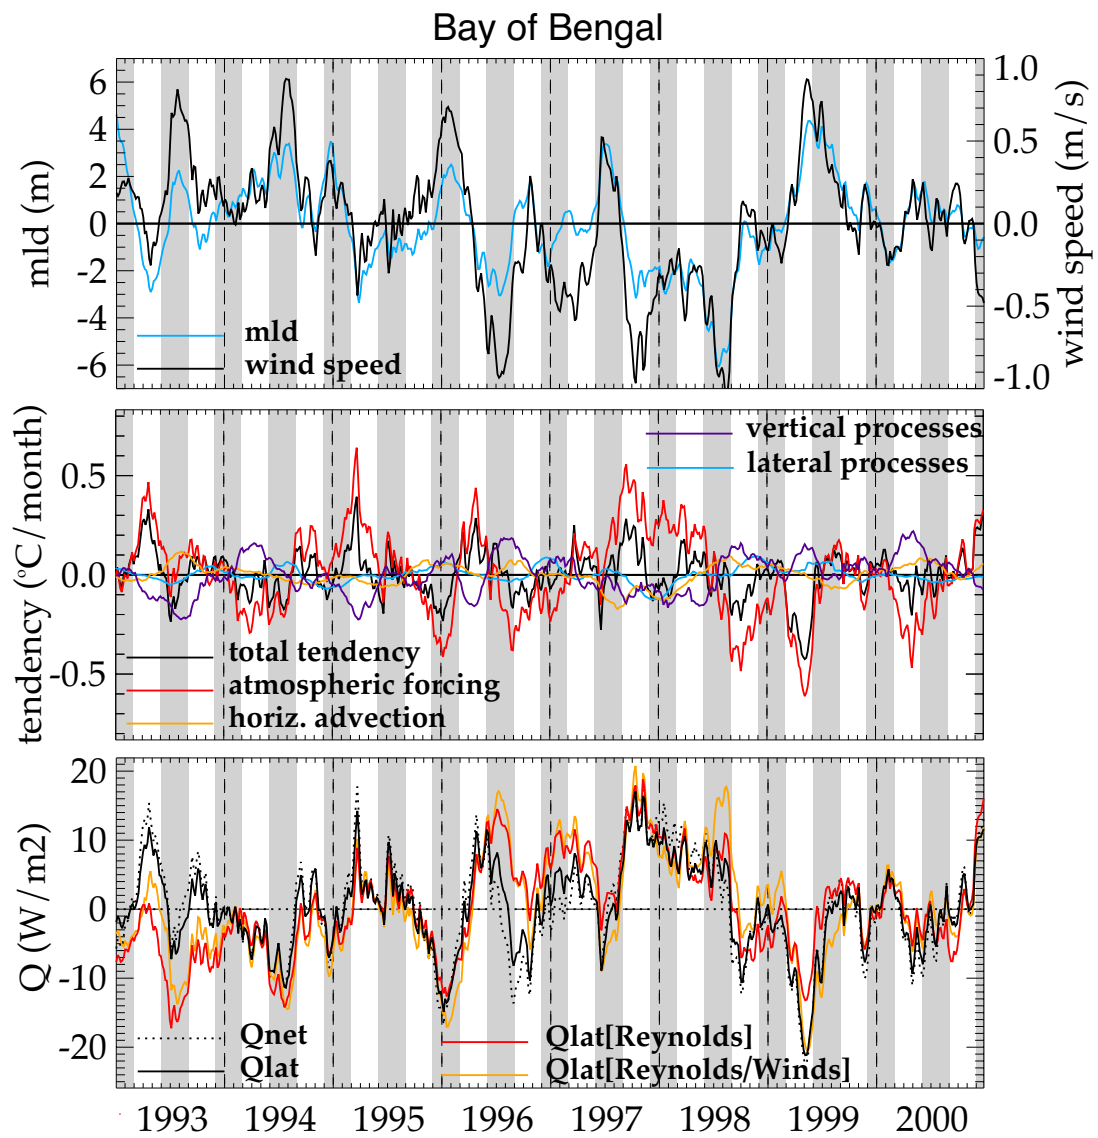 Bay of Bengal
6
4
2
0
-2
-4
-6
mld (m)
1.0
0.5
0.0
-0.5
-1.0
wind speed (m/s)
mld
wind speed
0.5
0.0
-0.5
tendency (°C/month)
vertical processes
lateral processes
total tendency
atmospheric forcing
horiz. advection
20
10
0
-10
-20
Q (W/m2)
Qnet
Qlat
Qlat[Reynolds]
Qlat[Reynolds/Winds]
1993 1994 1995 1996 1997 1998 1999 2000